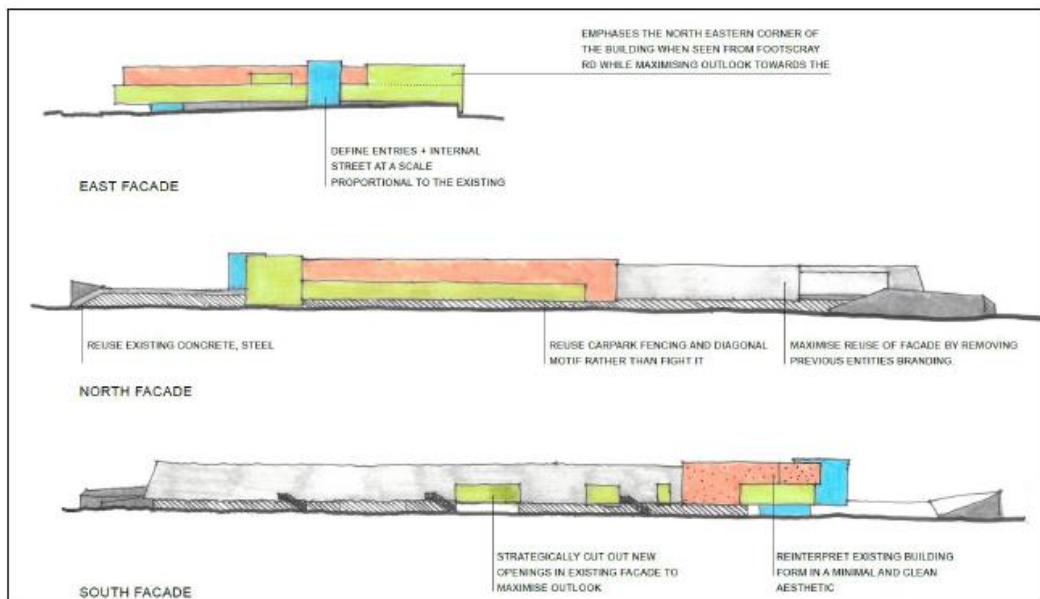 EMPHASES THE NORTH EASTERN CORNER OF
THE BUILDING WHEN SEEN FROM FOOTSCRAY
RD WHILE MAXIMISING OUTLOOK TOWARDS THE
DEFINE ENTRIES + INTERNAL
STREET AT A SCALE
PROPORTIONAL TO THE EXISTING
EAST FACADE
REUSE EXISTING CONCRETE, STEEL
REUSE CARPARK FENCING AND DIAGONAL
MOTIF RATHER THAN FIGHT IT
MAXIMISE REUSE OF FACADE BY REMOVING
PREVIOUS ENTITIES BRANDING.
NORTH FACADE
STRATEGICALLY CUT OUT NEW
OPENINGS IN EXISTING FACADE TO
MAXIMISE OUTLOOK
REINTERPRET EXISTING BUILDING
FORM IN A MINIMAL AND CLEAN
AESTHETIC
SOUTH FACADE